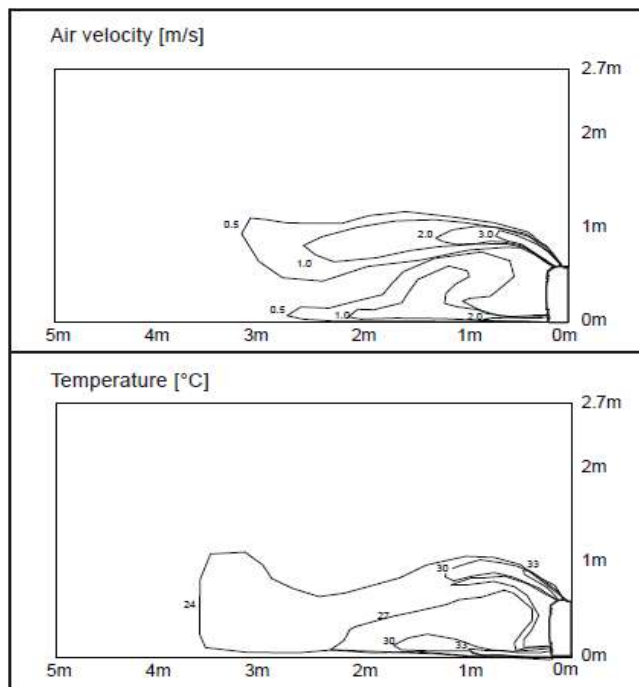 Air velocity [m/s]
2.7m
2m
1m
0.5
2.0
3.0
1.0
0.5
1.0
2.0
0m
5m 4m 3m 2m 1m 0m
Temperature [°C]
2.7m
2m
1m
30
33
24
27
30
33
0m
5m 4m 3m 2m 1m 0m